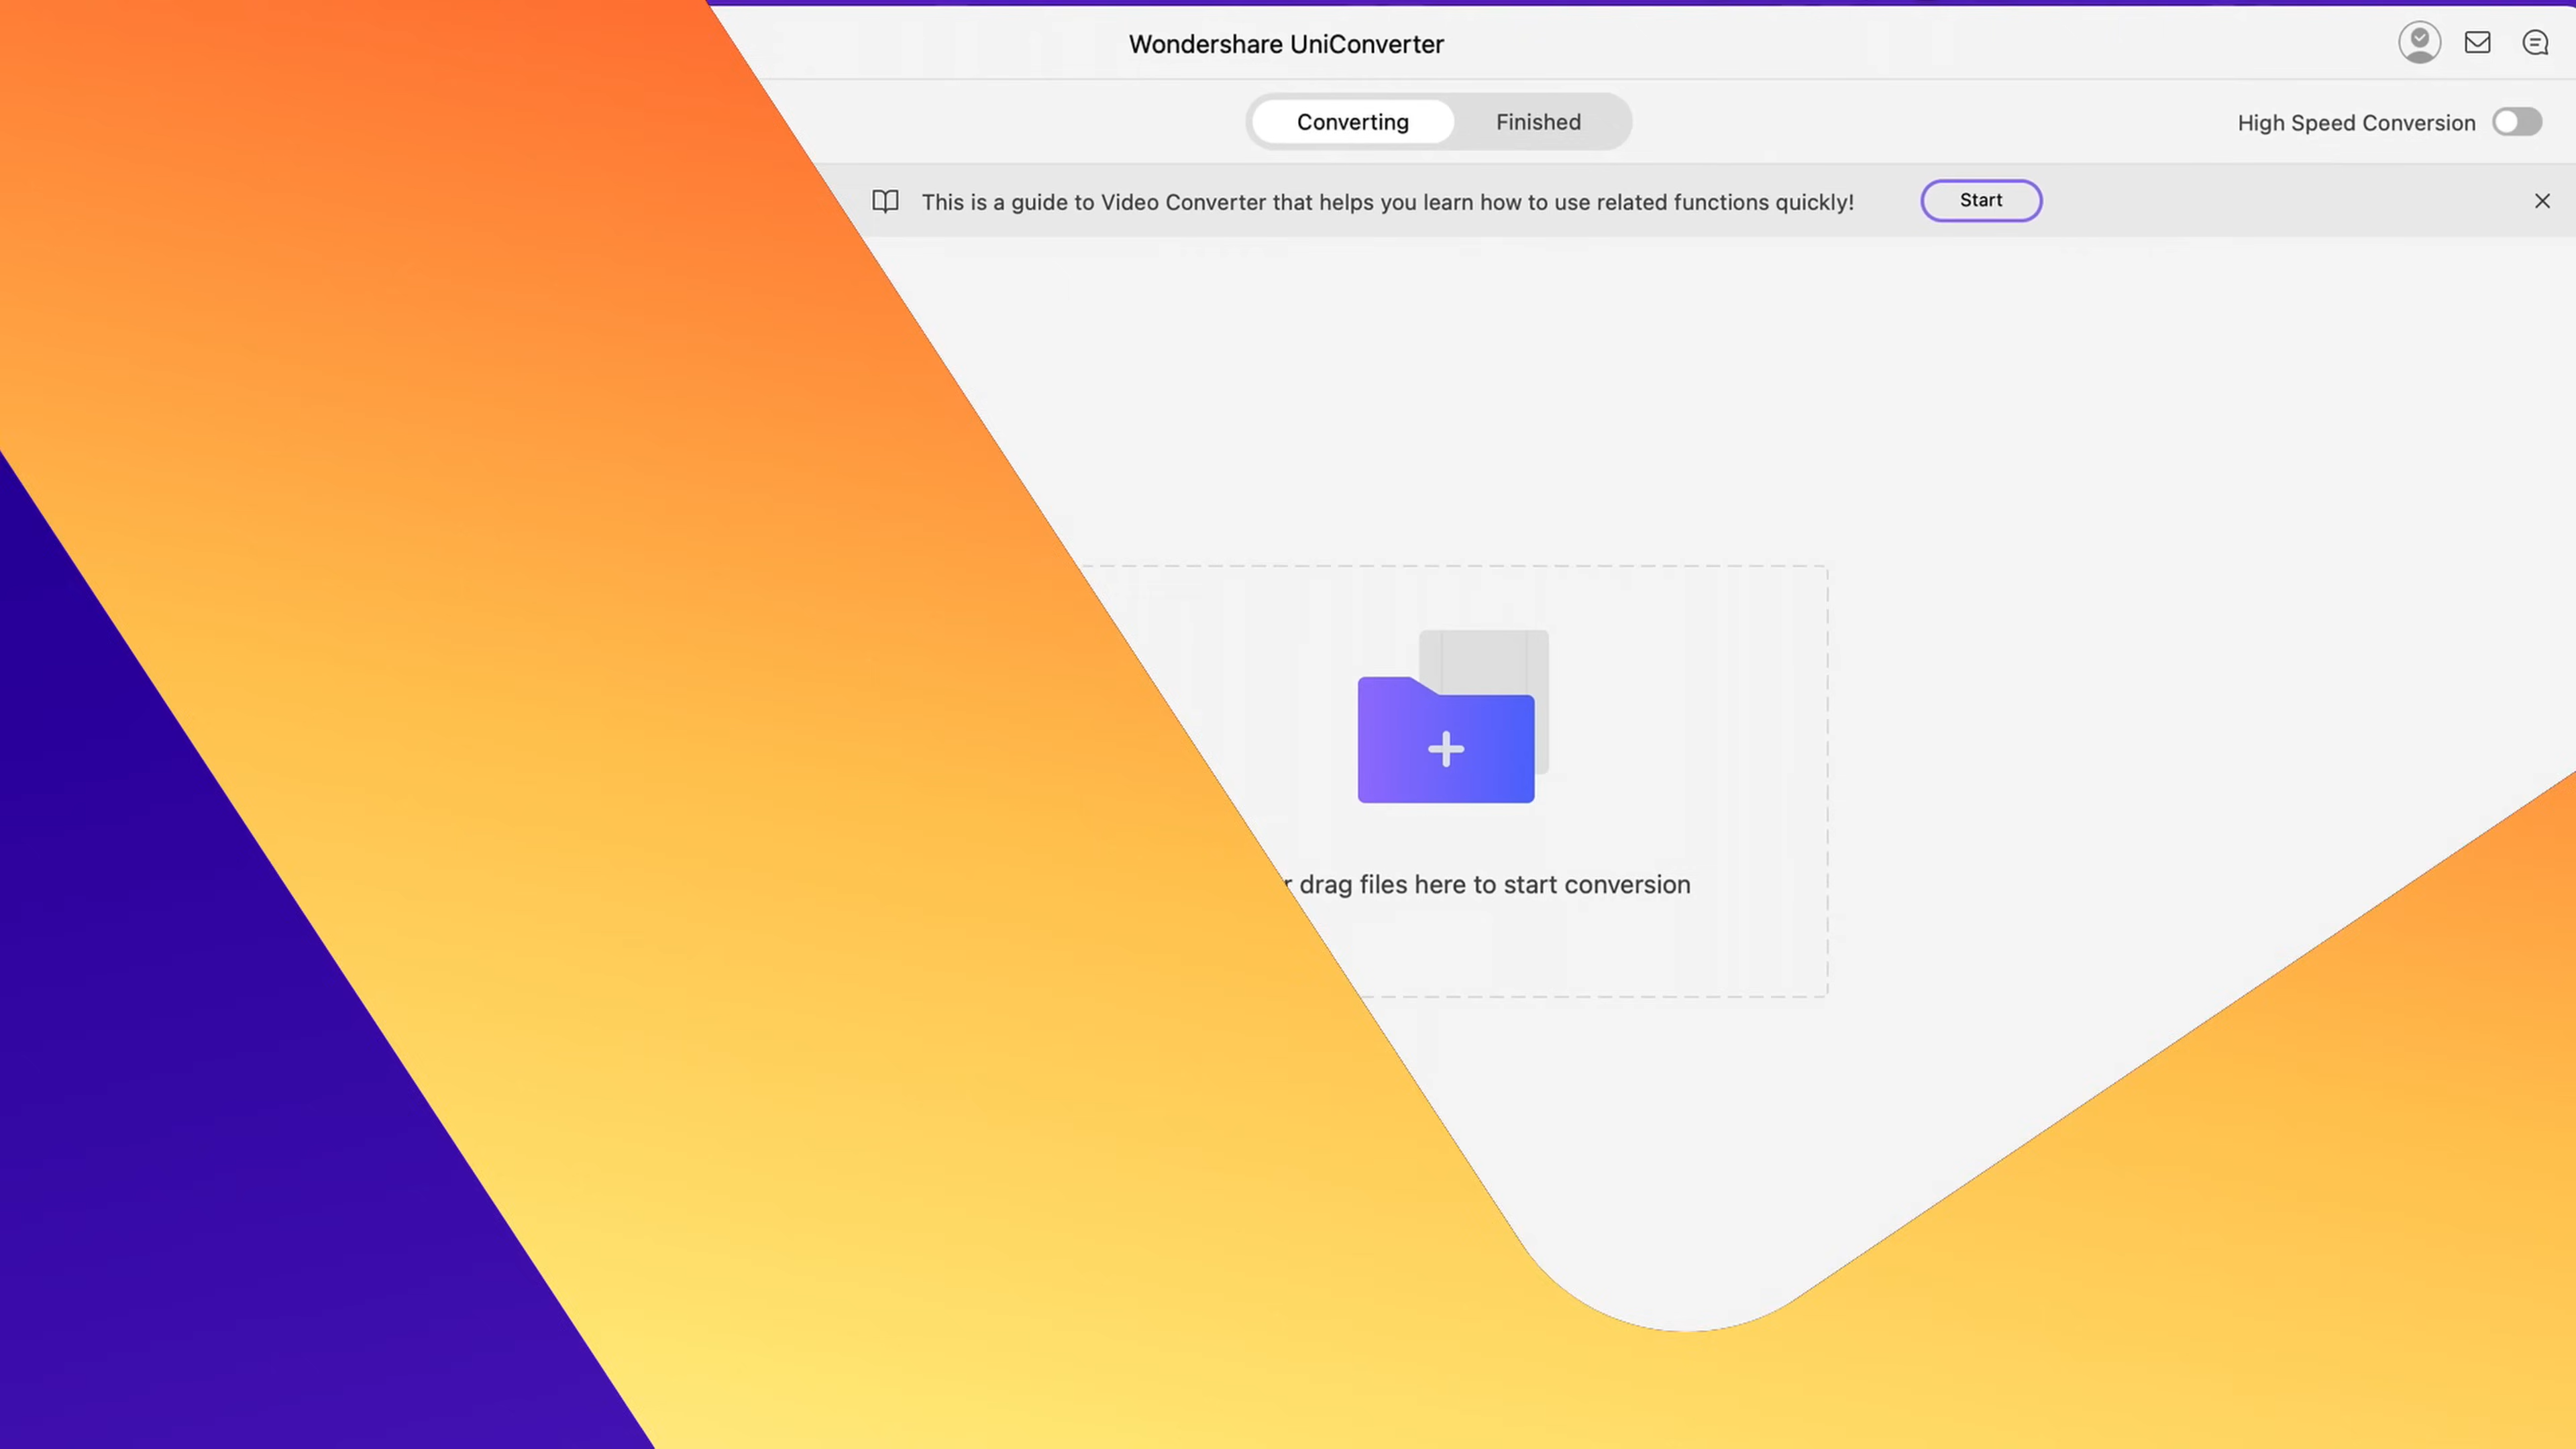 Wondershare UniConverter
Converting
Finished
High Speed Conversion
This is a guide to Video Converter that helps you learn how to use related functions quickly!
Start
drag files here to start conversion